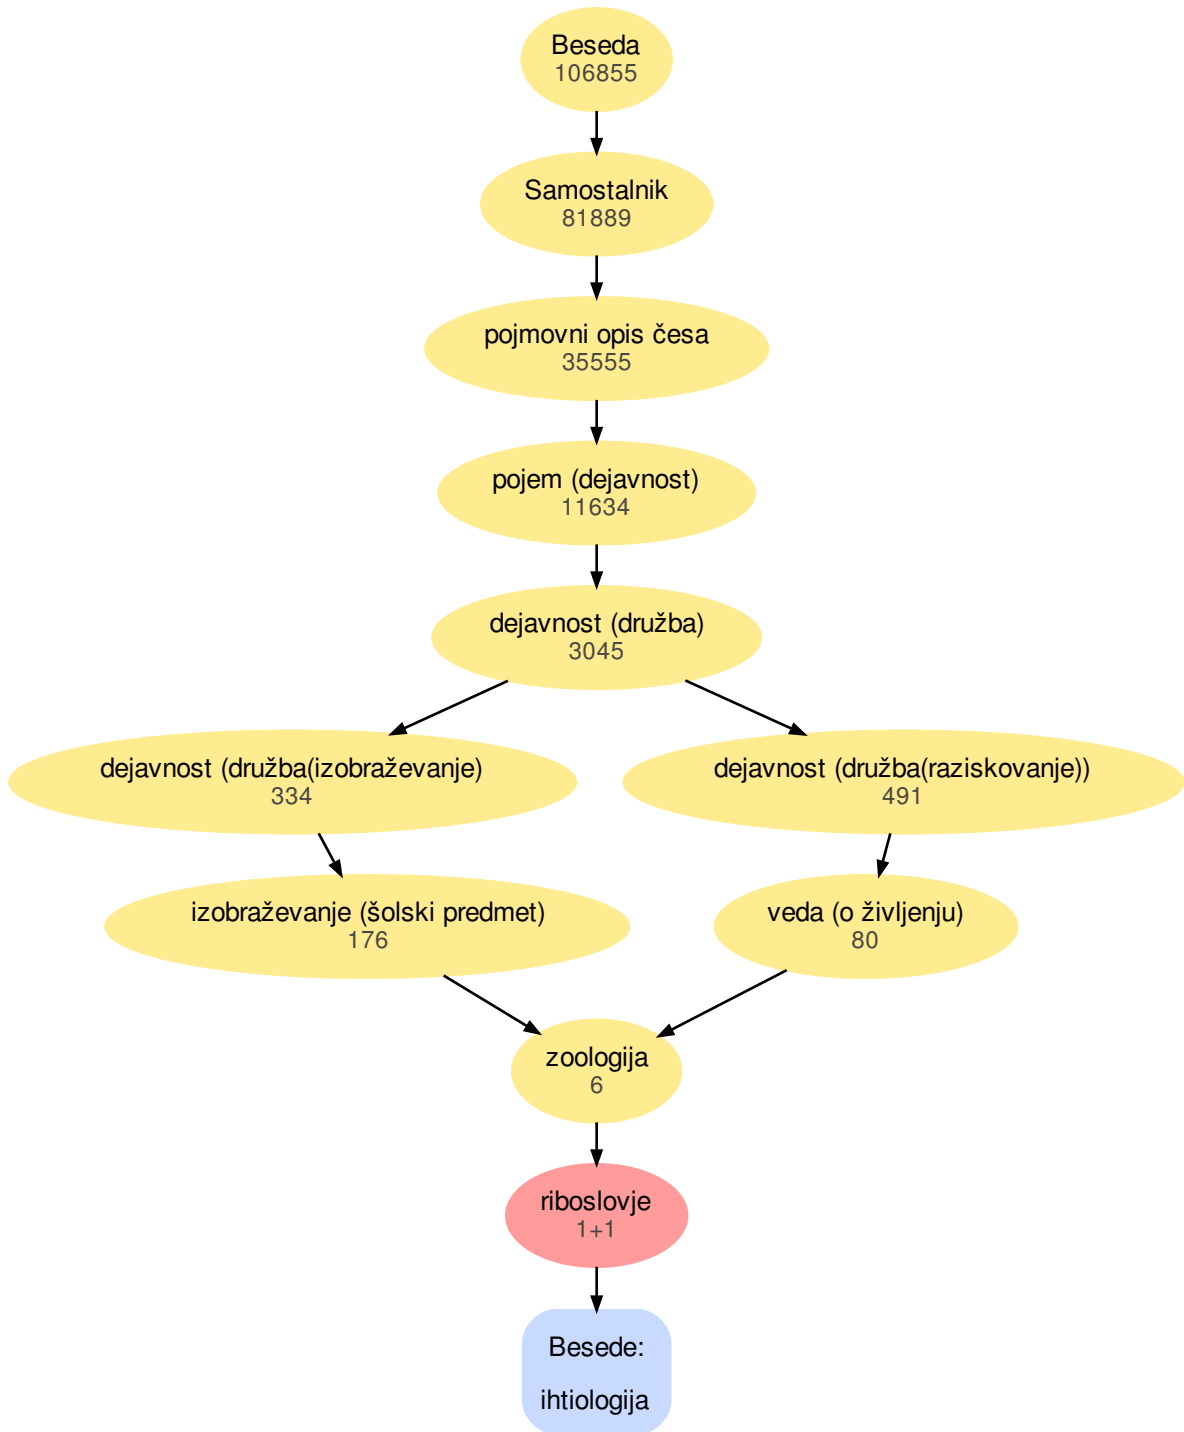 Beseda
106855
Samostalnik
81889
pojmovni opis česa
35555
pojem (dejavnost)
11634
dejavnost (družba)
3045
dejavnost (družba(izobraževanje)
334
dejavnost (družba(raziskovanje))
491
izobraževanje (šolski predmet)
176
veda (o življenju)
80
zoologija
6
riboslovje
1+1
Besede:
ihtiologija